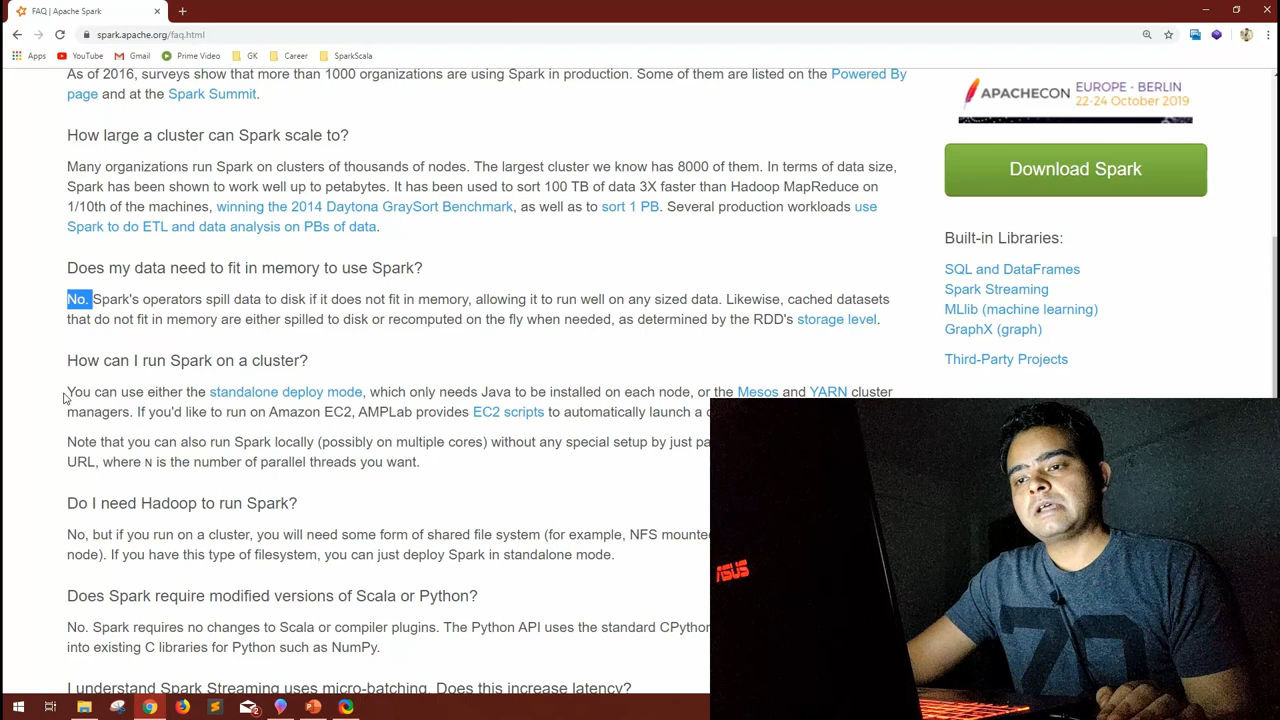 FAQ | Apache Spark
spark.apache.org/faq.html
Apps YouTube Gmail Prime Video GK Career SparkScala
As of 2016, surveys show that more than 1000 organizations are using Spark in production. Some of them are listed on the Powered By
page and at the Spark Summit.
How large a cluster can Spark scale to?
Many organizations run Spark on clusters of thousands of nodes. The largest cluster we know has 8000 of them. In terms of data size,
Spark has been shown to work well up to petabytes. It has been used to sort 100 TB of data 3X faster than Hadoop MapReduce on
1/10th of the machines, winning the 2014 Daytona GraySort Benchmark, as well as to sort 1 PB. Several production workloads use
Spark to do ETL and data analysis on PBs of data.
Does my data need to fit in memory to use Spark?
No. Spark's operators spill data to disk if it does not fit in memory, allowing it to run well on any sized data. Likewise, cached datasets
that do not fit in memory are either spilled to disk or recomputed on the fly when needed, as determined by the RDD's storage level.
How can I run Spark on a cluster?
You can use either the standalone deploy mode, which only needs Java to be installed on each node, or the Mesos and YARN cluster
managers. If you'd like to run on Amazon EC2, AMPLab provides EC2 scripts to automatically launch a
Note that you can also run Spark locally (possibly on multiple cores) without any special setup by just
URL, where N is the number of parallel threads you want.
Do I need Hadoop to run Spark?
No, but if you run on a cluster, you will need some form of shared file system (for example, NFS mounted
node). If you have this type of filesystem, you can just deploy Spark in standalone mode.
Does Spark require modified versions of Scala or Python?
No. Spark requires no changes to Scala or compiler plugins. The Python API uses the standard CPython
into existing C libraries for Python such as NumPy.
I understand Spark Streaming uses micro-batching. Does this increase latency?
APACHECON EUROPE - BERLIN
22-24 October 2019
Download Spark
Built-in Libraries:
SQL and DataFrames
Spark Streaming
MLlib (machine learning)
GraphX (graph)
Third-Party Projects
ASUS